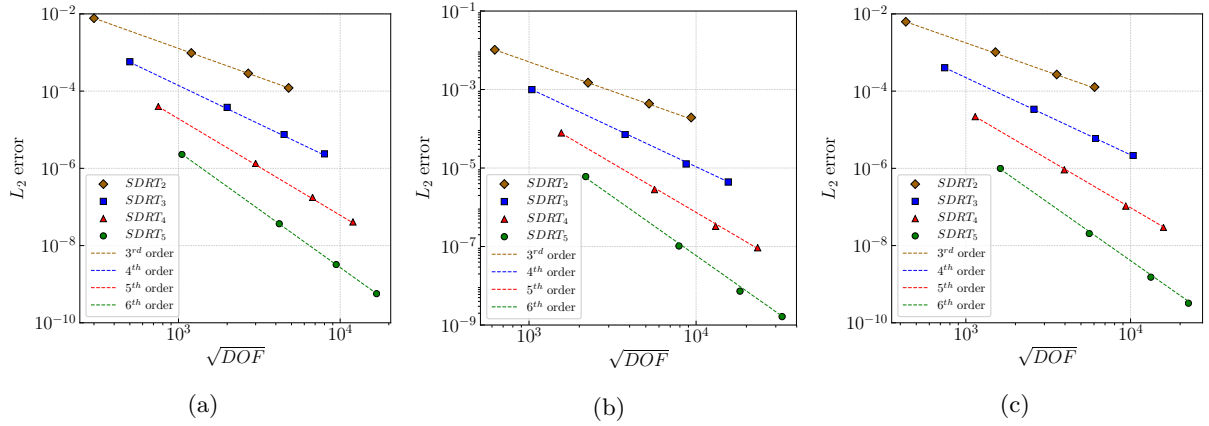 10^{-2}
10^{-4}
10^{-6}
10^{-8}
10^{-10}
L_2 error
SDRT_2
SDRT_3
SDRT_4
SDRT_5
3^{rd} order
4^{th} order
5^{th} order
6^{th} order
10^3
10^4
\sqrt{DOF}
(a)
10^{-1}
10^{-3}
10^{-5}
10^{-7}
10^{-9}
L_2 error
SDRT_2
SDRT_3
SDRT_4
SDRT_5
3^{rd} order
4^{th} order
5^{th} order
6^{th} order
10^3
10^4
\sqrt{DOF}
(b)
10^{-2}
10^{-4}
10^{-6}
10^{-8}
10^{-10}
L_2 error
SDRT_2
SDRT_3
SDRT_4
SDRT_5
3^{rd} order
4^{th} order
5^{th} order
6^{th} order
10^3
10^4
\sqrt{DOF}
(c)